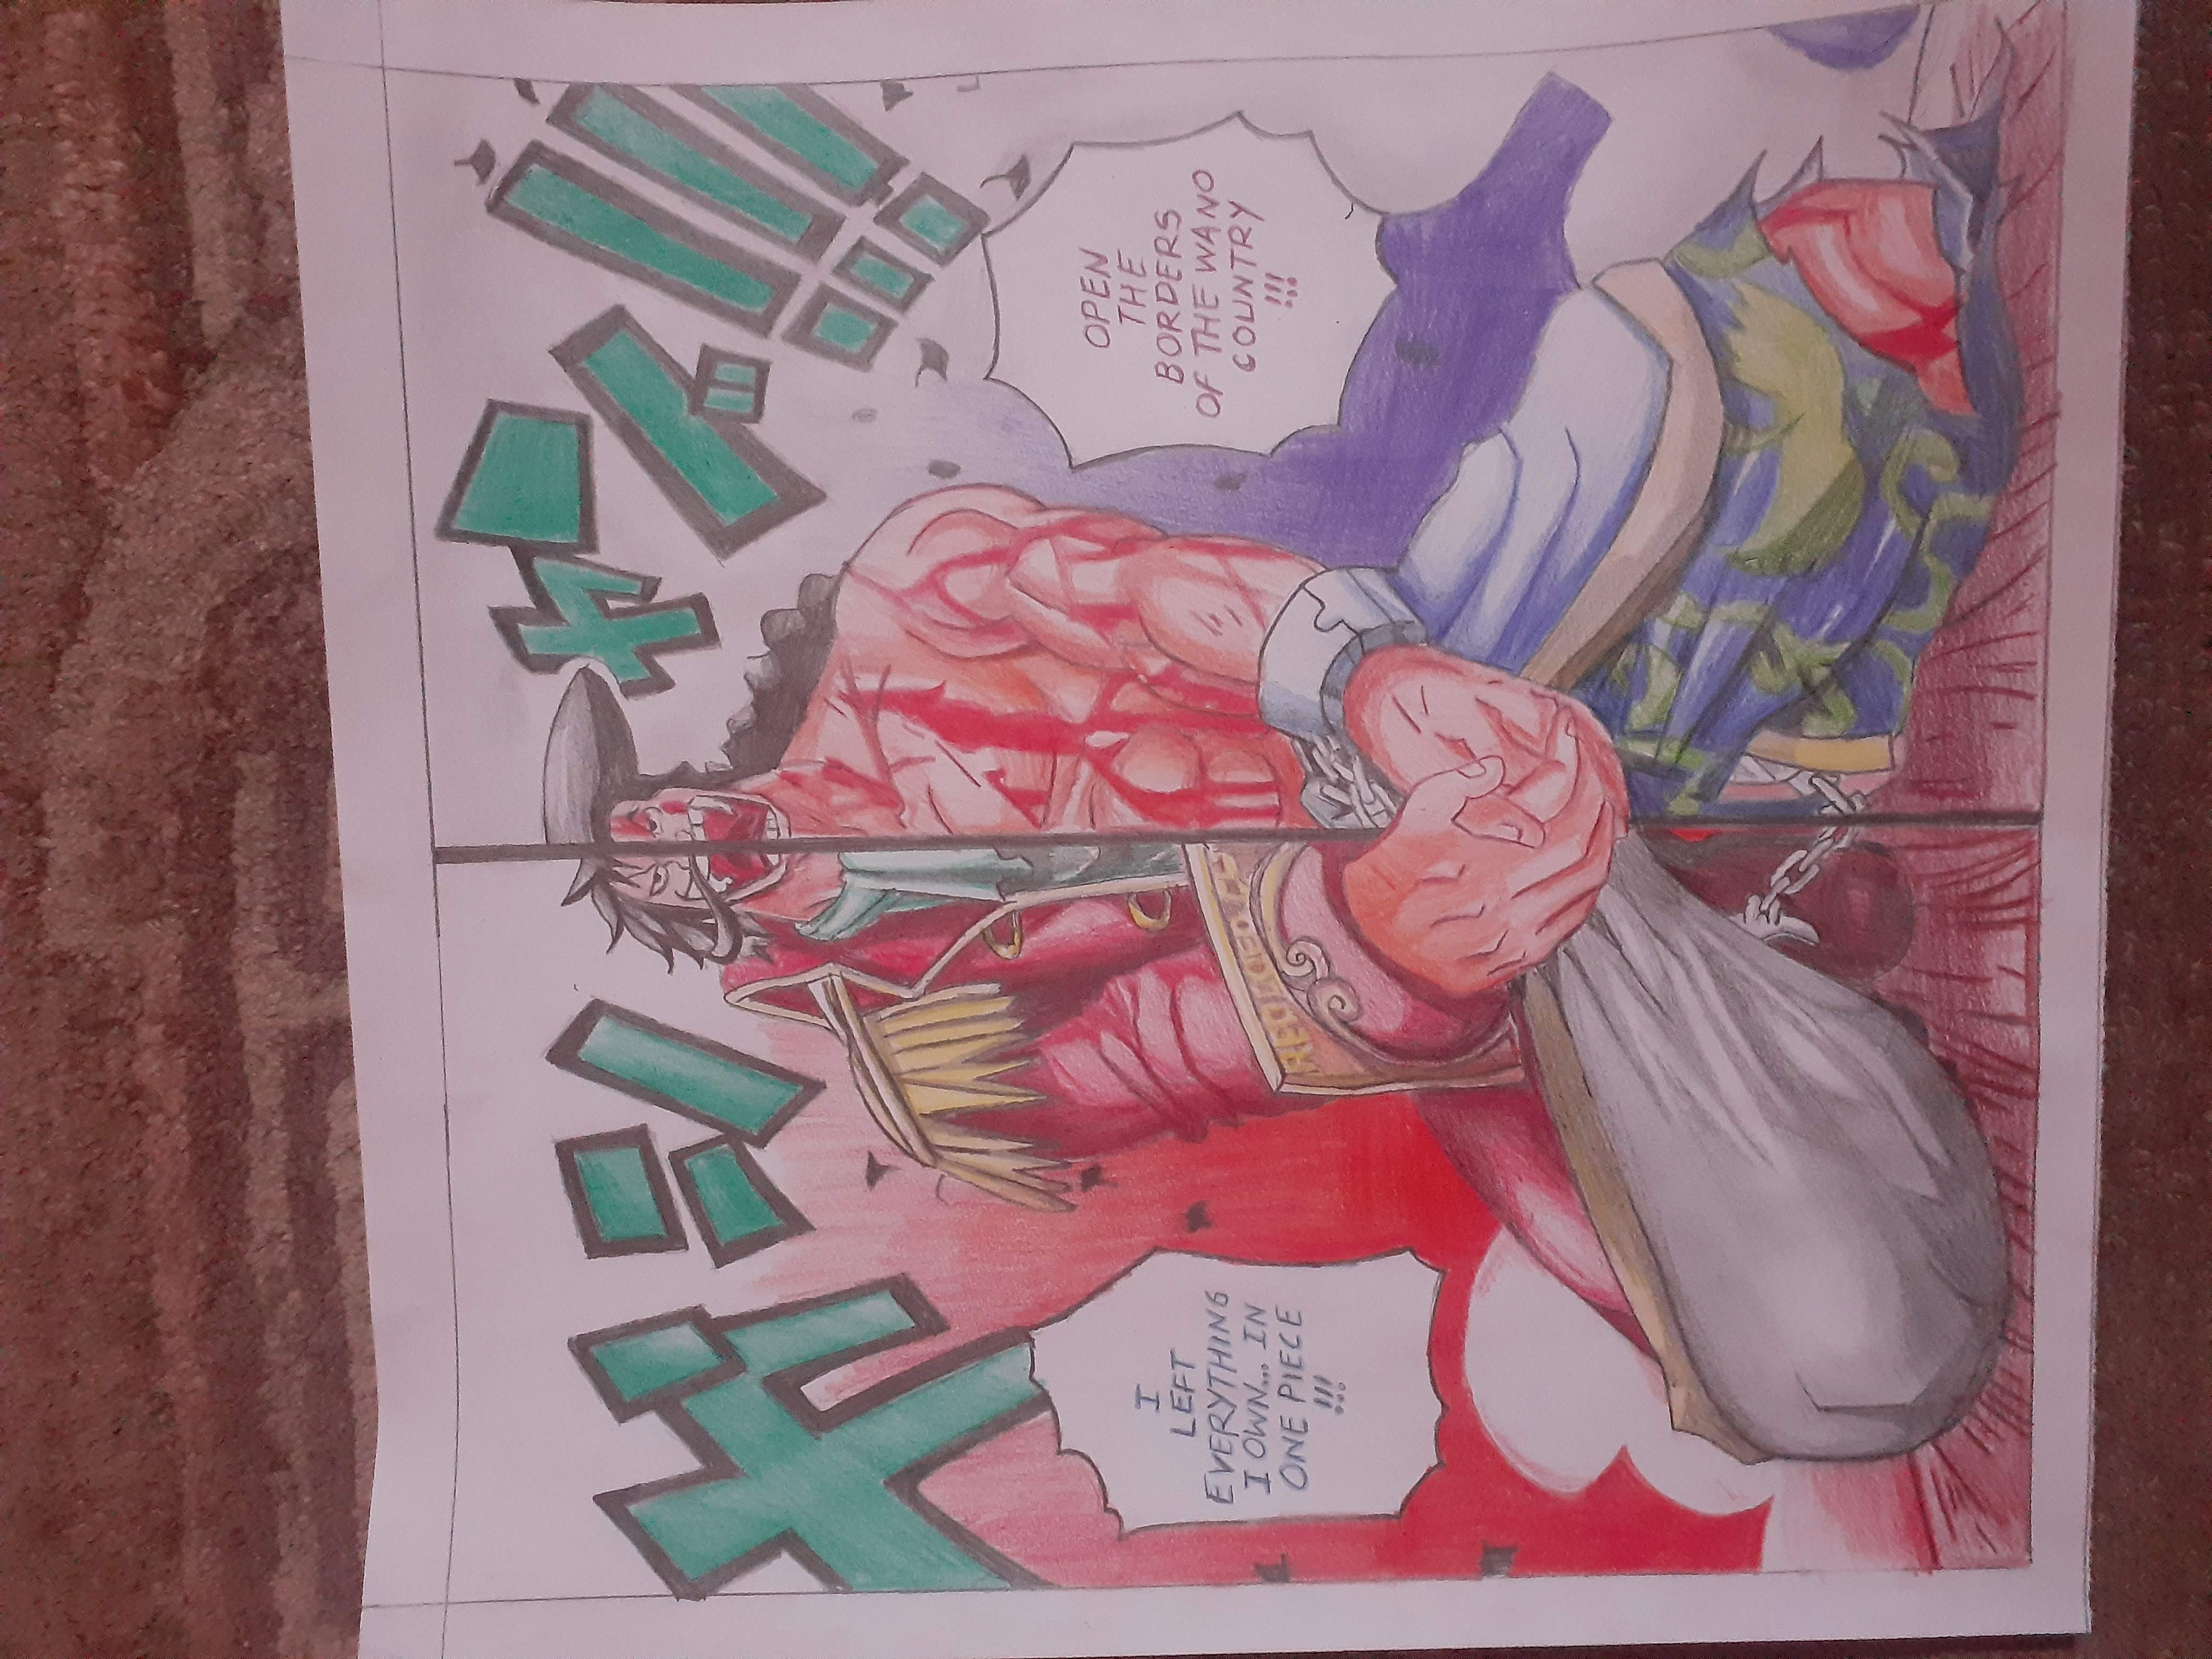 ガシャン!!!
I
LEFT
EVERYTHING
I OWN... IN
ONE PIECE
!!!
OPEN
THE
BORDERS
OF THE WANO
COUNTRY
!!!